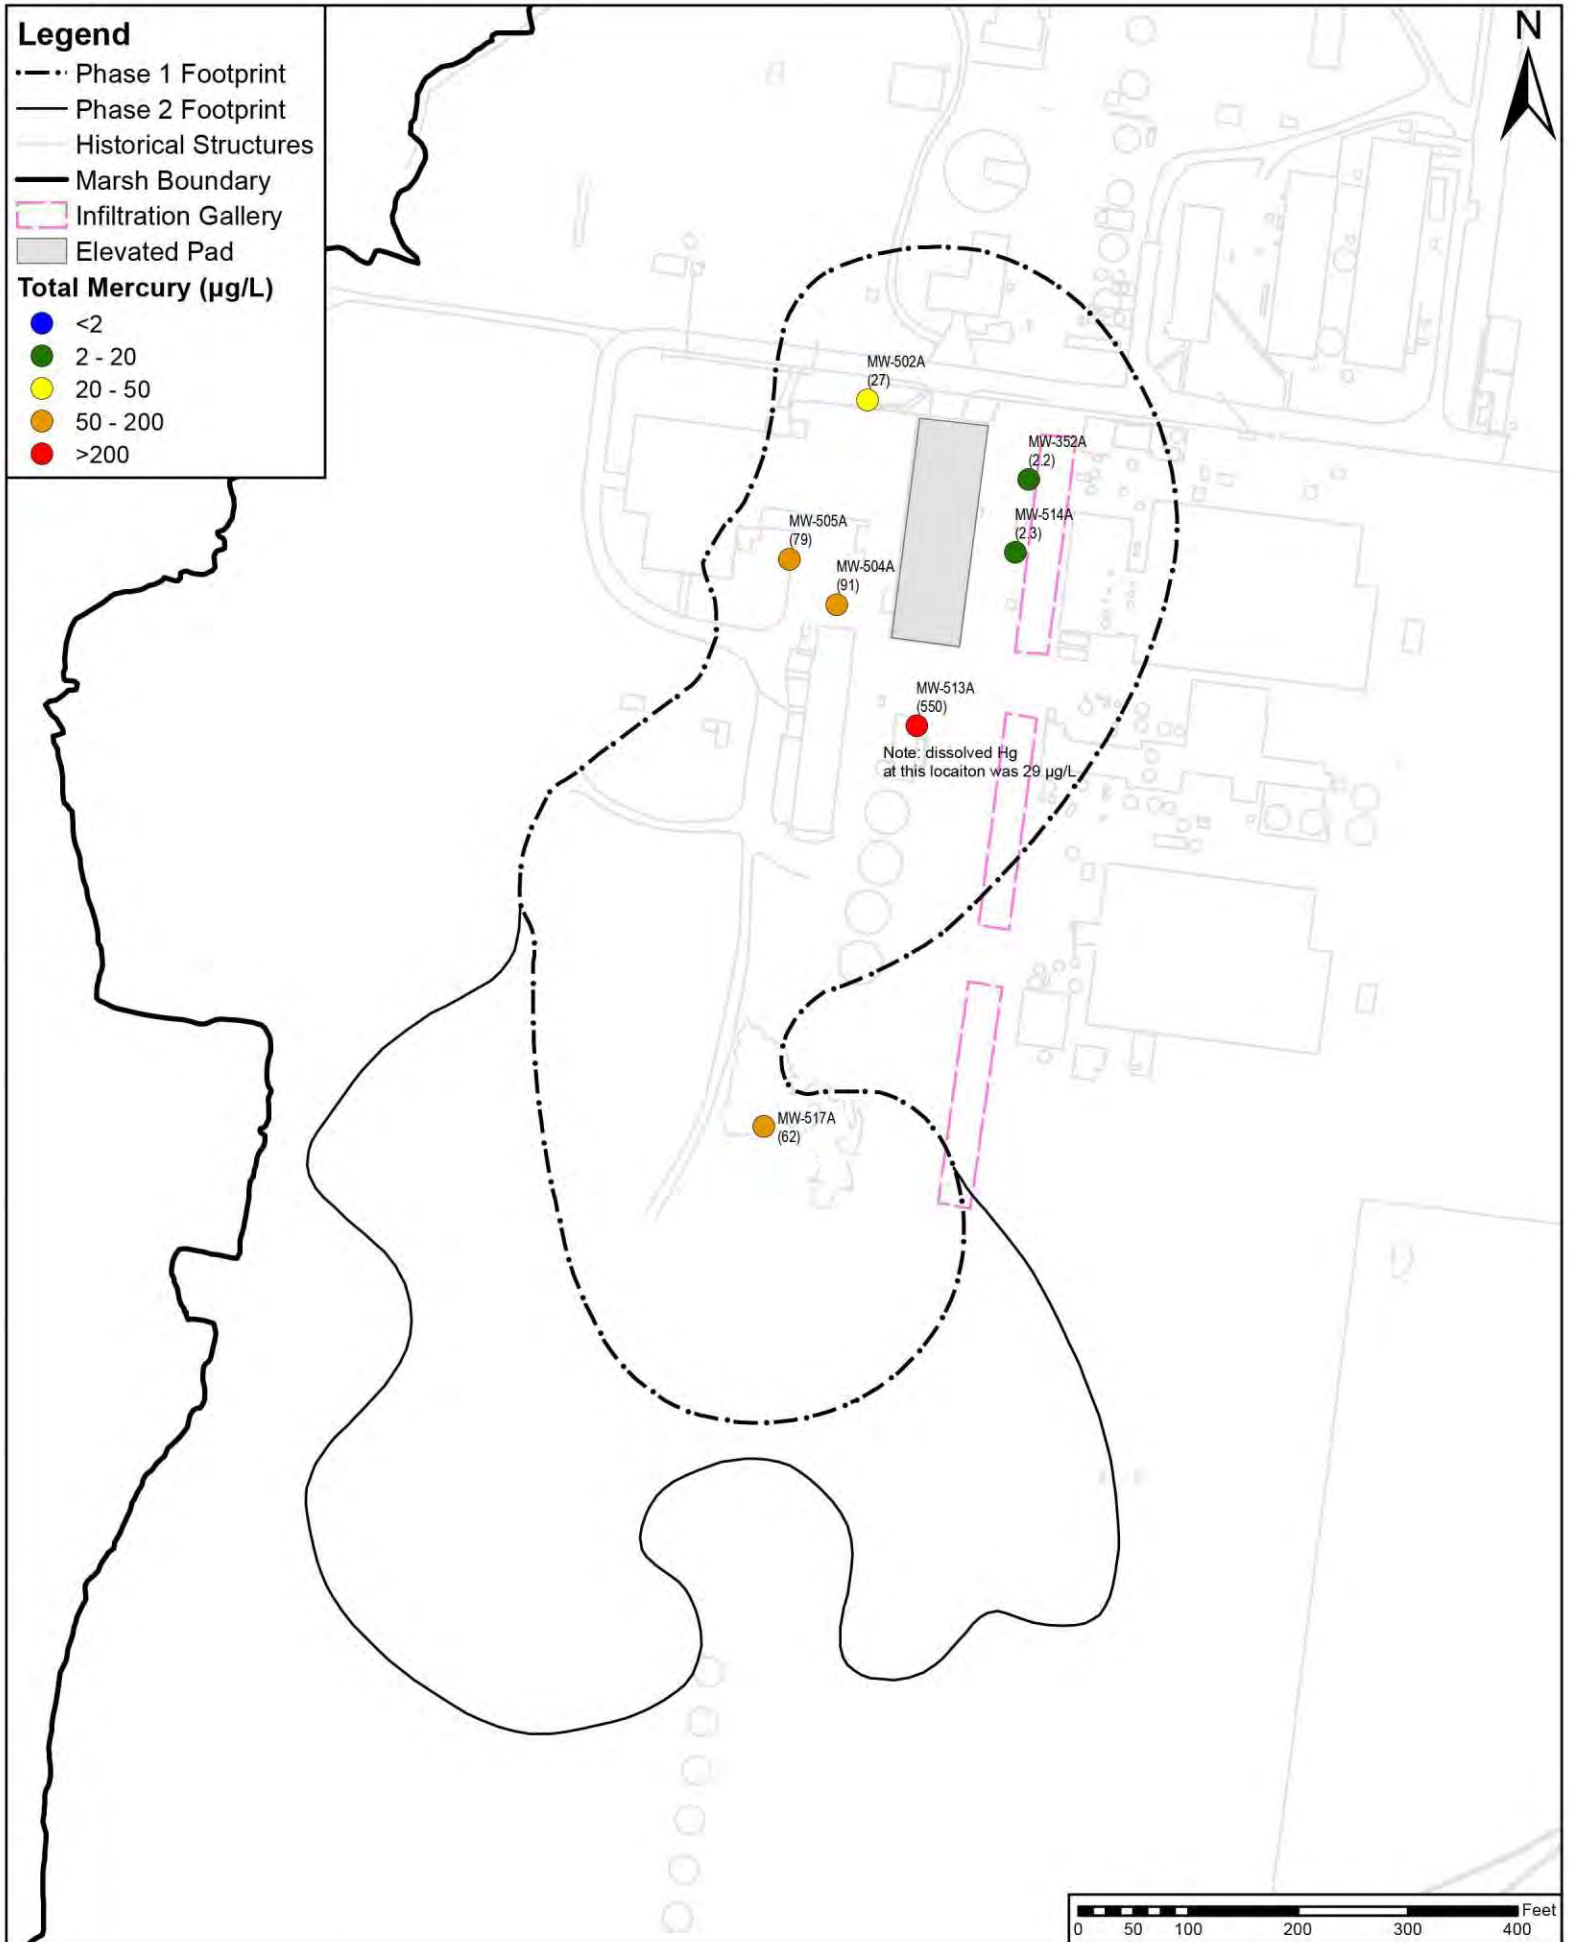 Legend
Phase 1 Footprint
Phase 2 Footprint
Historical Structures
Marsh Boundary
Infiltration Gallery
Elevated Pad
Total Mercury (µg/L)
<2
2 - 20
20 - 50
50 - 200
>200
N
MW-502A
(27)
MW-352A
(2.2)
MW-514A
(2.3)
MW-505A
(79)
MW-504A
(91)
MW-513A
(550)
Note: dissolved Hg
at this locaiton was 29 µg/L
MW-517A
(62)
Feet
0 50 100 200 300 400